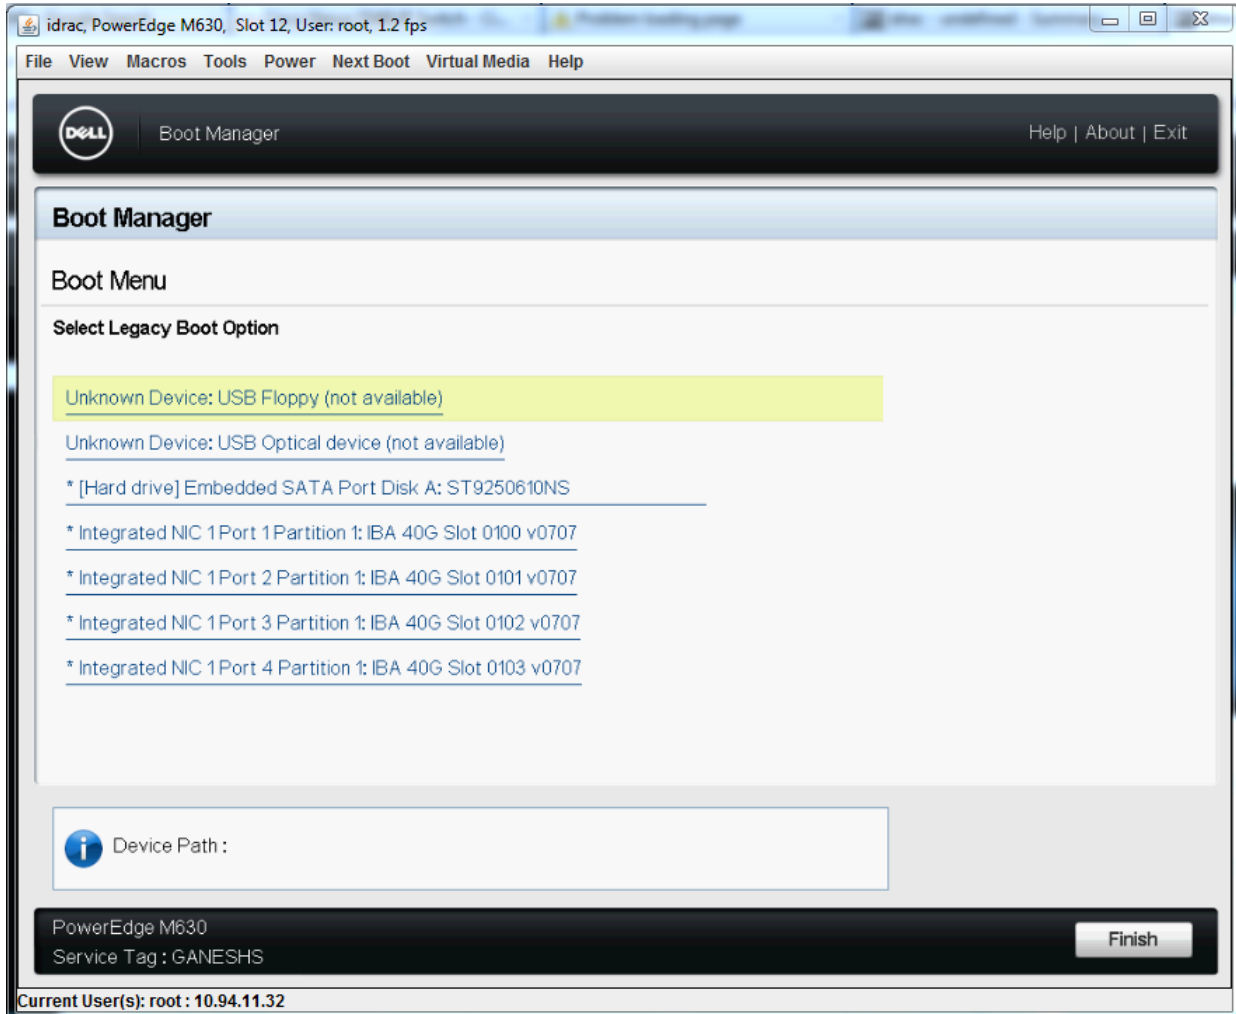 idrac, PowerEdge M630, Slot 12, User: root, 1.2 fps
File View Macros Tools Power Next Boot Virtual Media Help
DELL Boot Manager Help | About | Exit
Boot Manager
Boot Menu
Select Legacy Boot Option
Unknown Device: USB Floppy (not available)
Unknown Device: USB Optical device (not available)
* [Hard drive] Embedded SATA Port Disk A: ST9250610NS
* Integrated NIC 1 Port 1 Partition 1: IBA 40G Slot 0100 v0707
* Integrated NIC 1 Port 2 Partition 1: IBA 40G Slot 0101 v0707
* Integrated NIC 1 Port 3 Partition 1: IBA 40G Slot 0102 v0707
* Integrated NIC 1 Port 4 Partition 1: IBA 40G Slot 0103 v0707
Device Path :
PowerEdge M630
Service Tag : GANESHS
Finish
Current User(s): root : 10.94.11.32